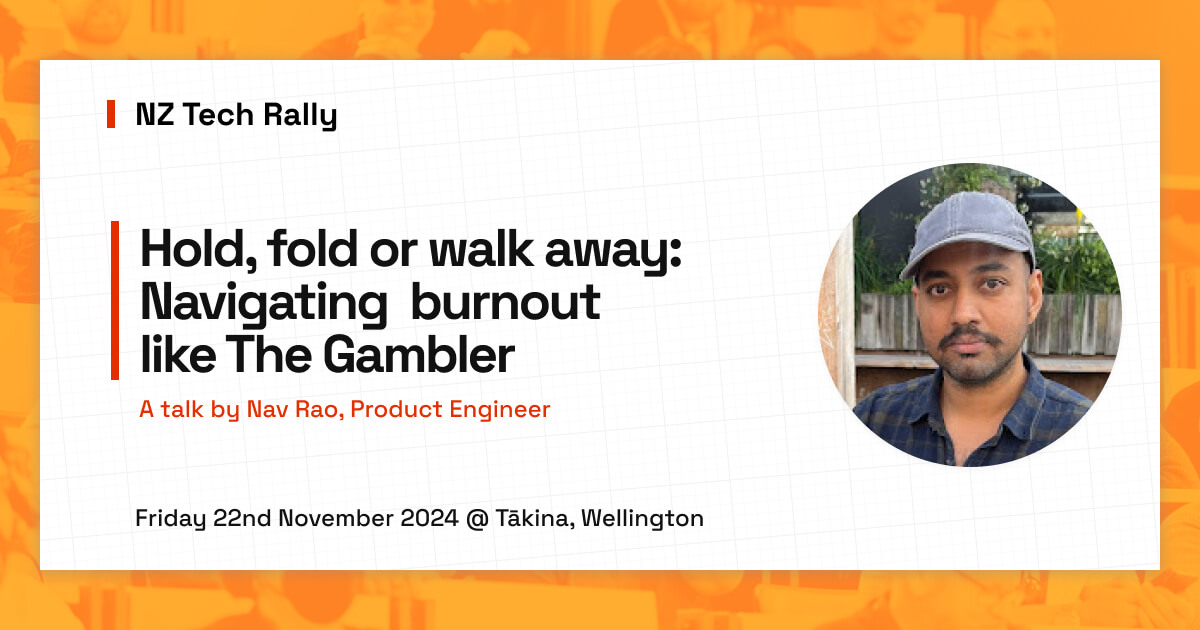 NZ Tech Rally
Hold, fold or walk away:
Navigating burnout
like The Gambler
A talk by Nav Rao, Product Engineer
Friday 22nd November 2024 @ Tākina, Wellington